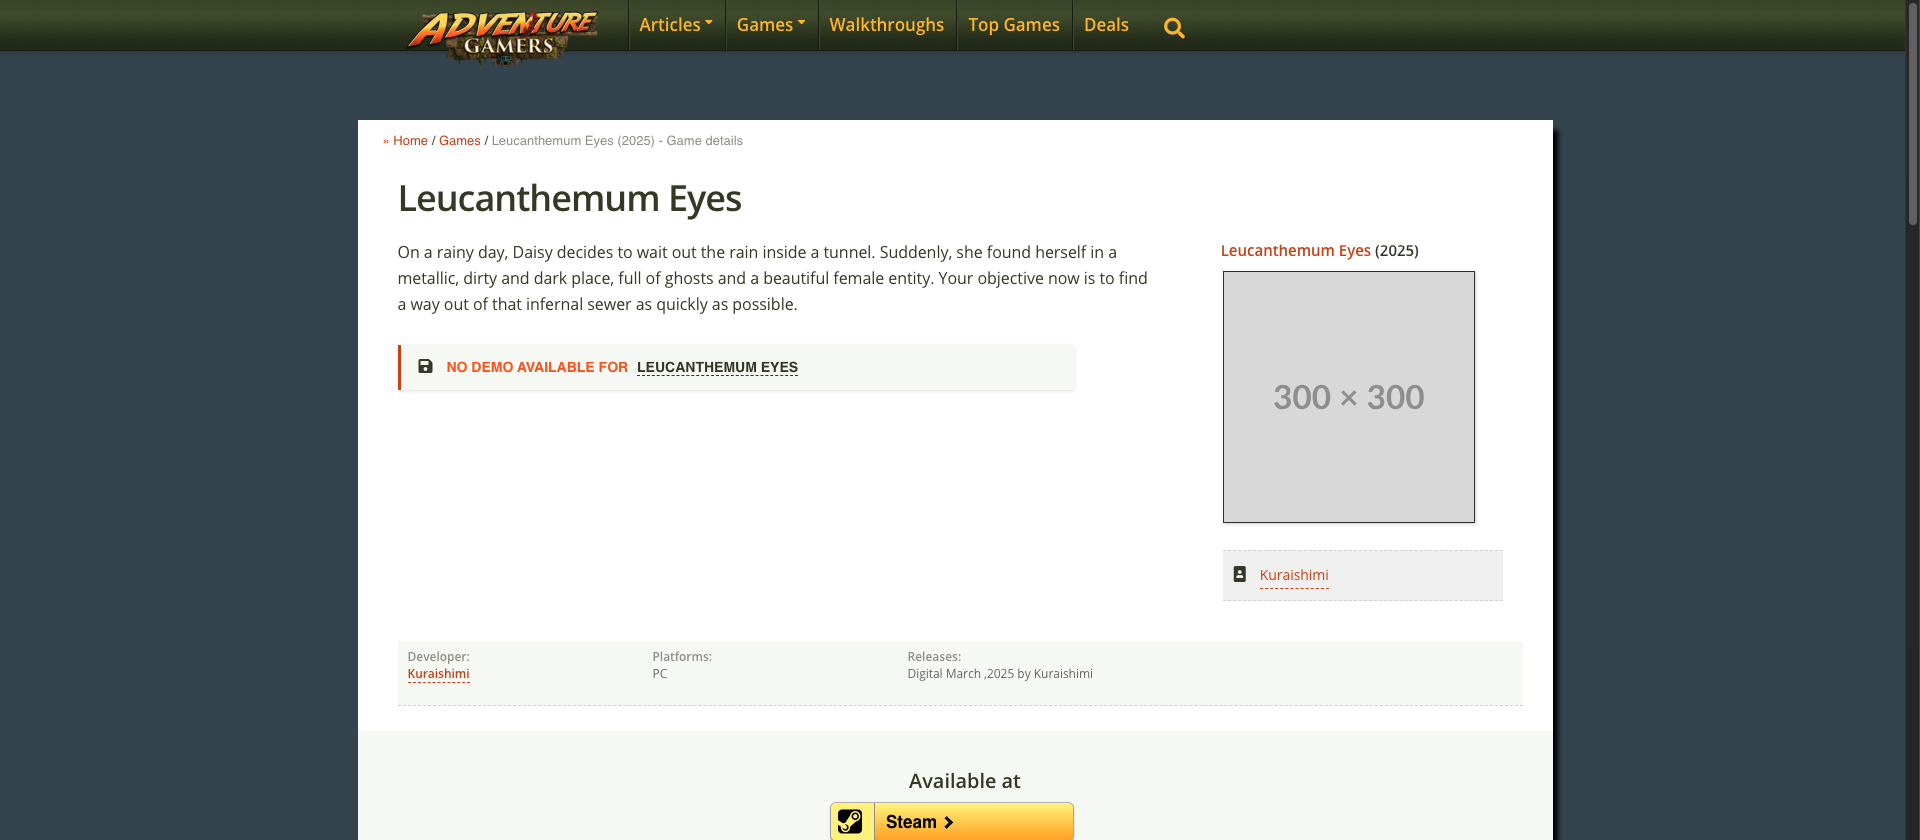 ADVENTURE
GAMERS
Articles
Games
Walkthroughs
Top Games
Deals
» Home / Games / Leucanthemum Eyes (2025) - Game details
Leucanthemum Eyes
On a rainy day, Daisy decides to wait out the rain inside a tunnel. Suddenly, she found herself in a
metallic, dirty and dark place, full of ghosts and a beautiful female entity. Your objective now is to find
a way out of that infernal sewer as quickly as possible.
NO DEMO AVAILABLE FOR LEUCANTHEMUM EYES
Leucanthemum Eyes (2025)
300 × 300
Kuraishimi
Developer:
Kuraishimi
Platforms:
PC
Releases:
Digital March ,2025 by Kuraishimi
Available at
Steam